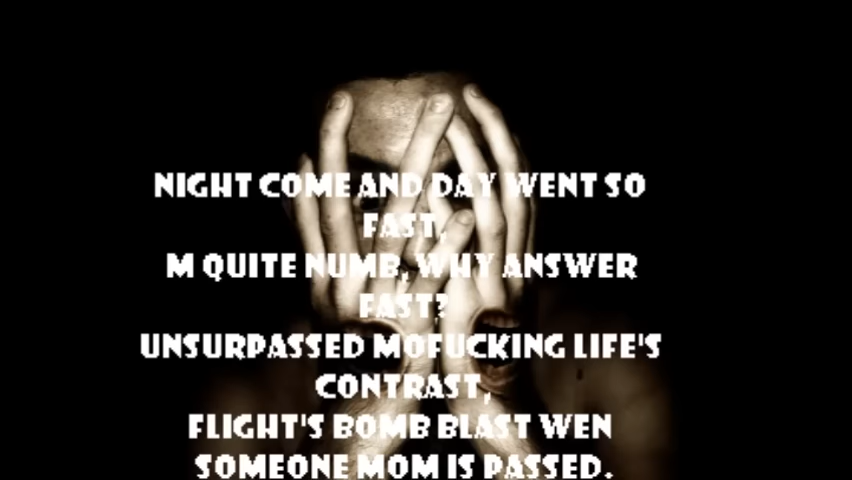 NIGHT COME AND DAY WENT SO
FAST,
M QUITE NUMB, WHY ANSWER
FAST?
UNSURPASSED MOFUCKING LIFE'S
CONTRAST,
FLIGHT'S BOMB BLAST WEN
SOMEONE MOM IS PASSED.